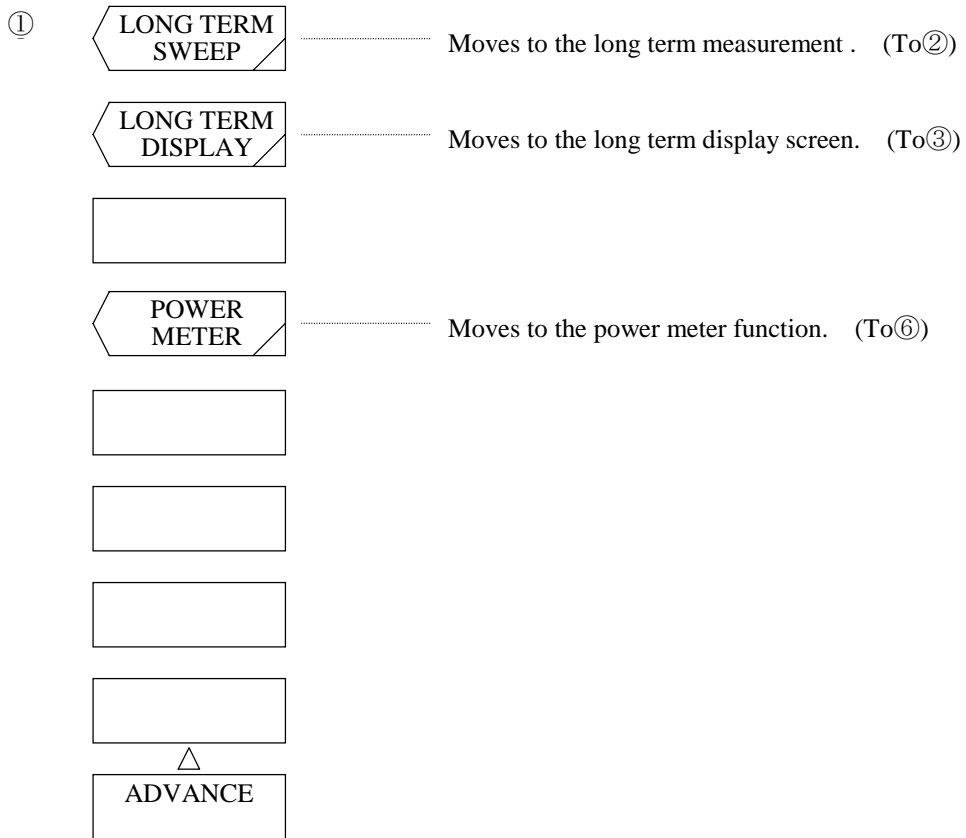 ①
LONG TERM
SWEEP
Moves to the long term measurement . (To②)
LONG TERM
DISPLAY
Moves to the long term display screen. (To③)
POWER
METER
Moves to the power meter function. (To⑥)
ADVANCE